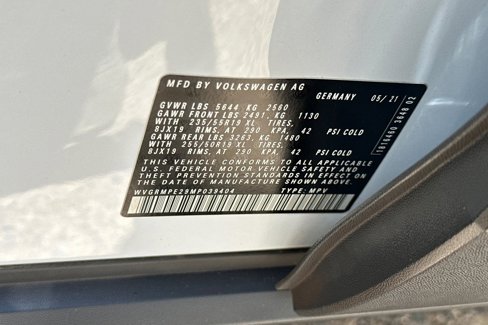 MFD BY VOLKSWAGEN AG
GERMANY 05/21
GVWR LBS 5644 KG 2560
GAWR FRONT LBS 2491, KG 1130
WITH 235/55R19 XL TIRES,
8JX19 RIMS, AT 290 KPA, 42 PSI COLD
GAWR REAR LBS 3263, KG 1480
WITH 255/50R19 XL TIRES,
8JX19 RIMS, AT 290 KPA, 42 PSI COLD
THIS VEHICLE CONFORMS TO ALL APPLICABLE
U.S. FEDERAL MOTOR VEHICLE SAFETY AND
THEFT PREVENTION STANDARDS IN EFFECT ON
THE DATE OF MANUFACTURE SHOWN ABOVE.
WVGRMPE29MP039404 TYPE: MPV